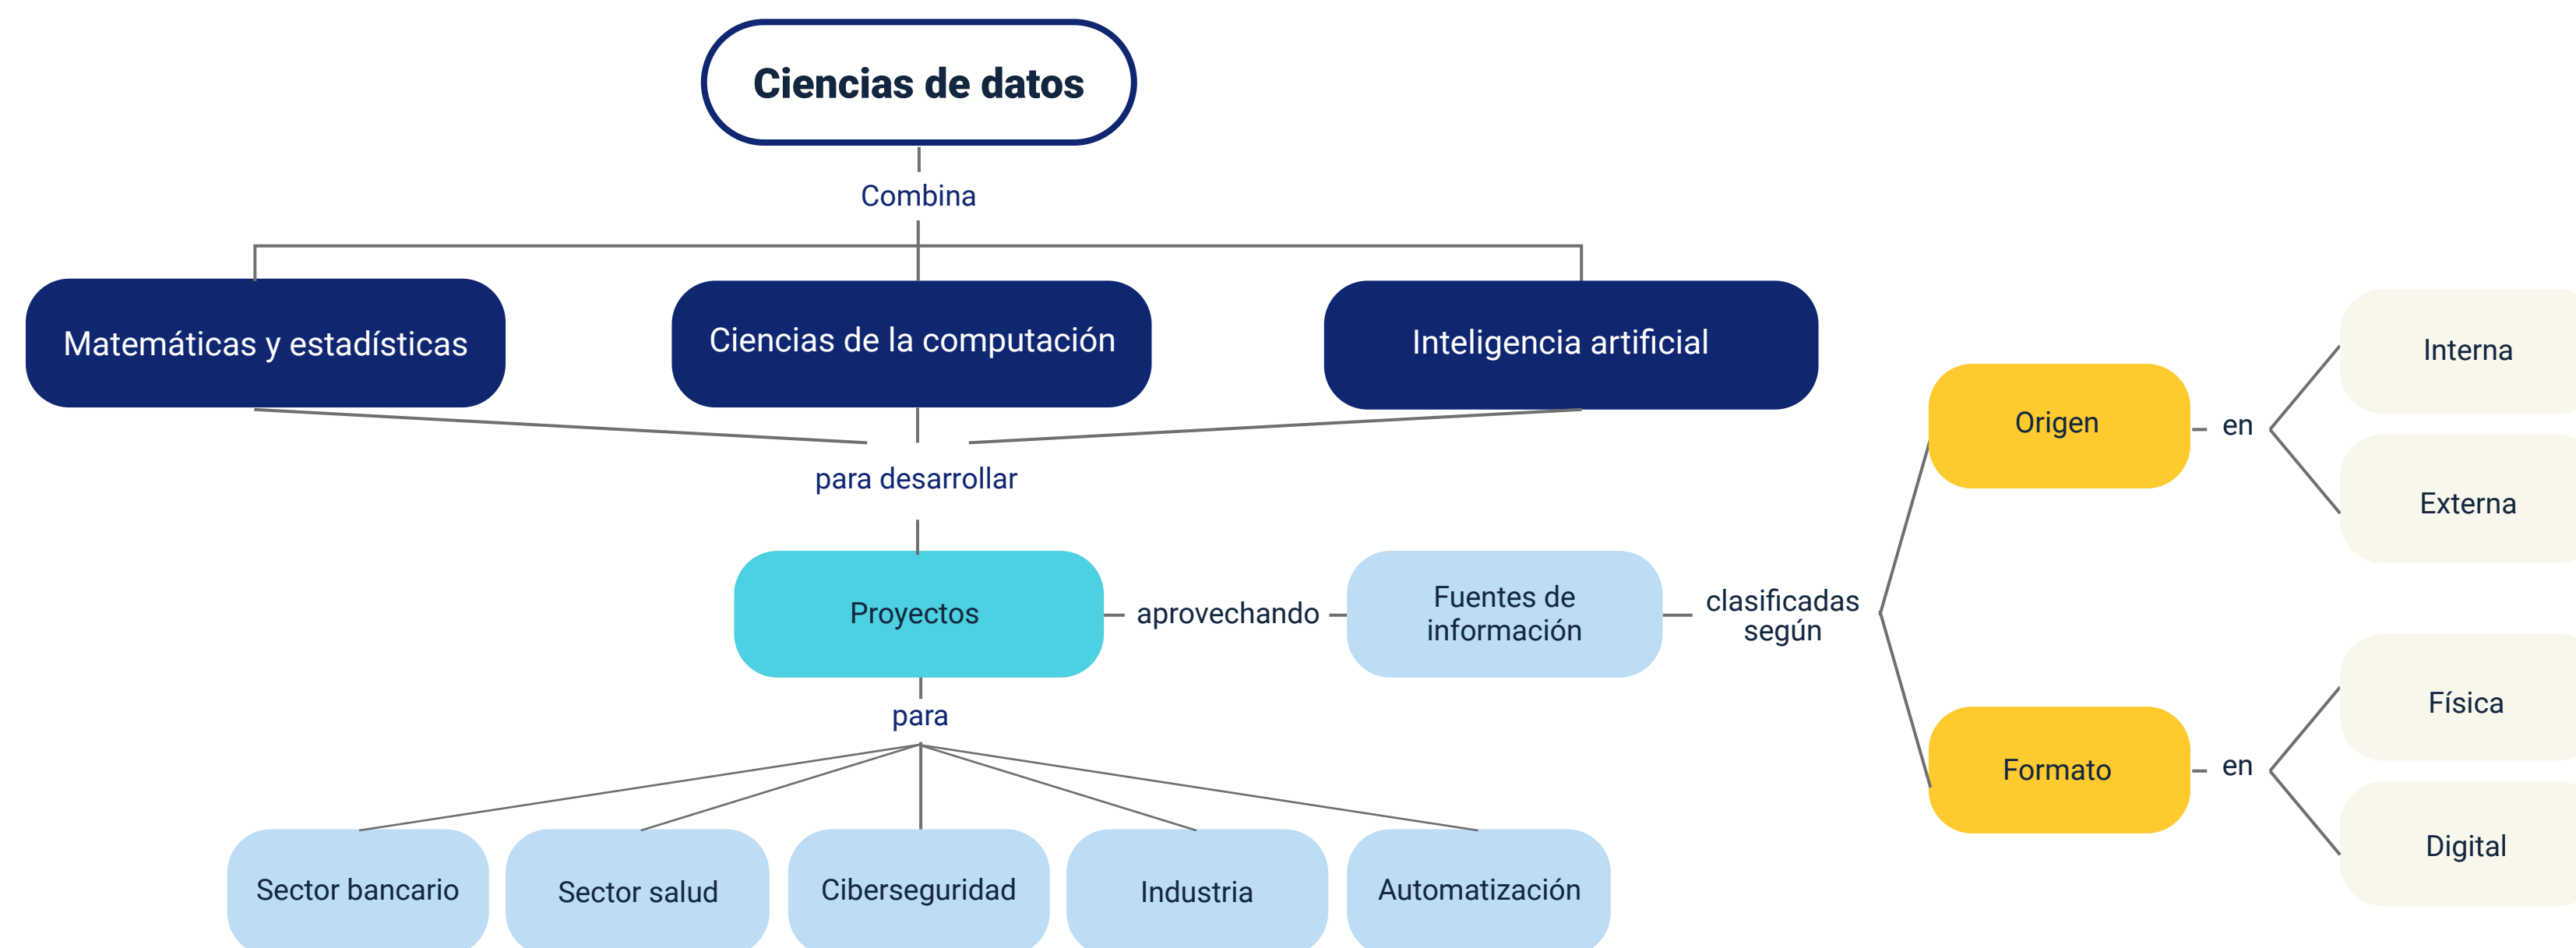 Ciencias de datos
Combina
Matemáticas y estadísticas
Ciencias de la computación
Inteligencia artificial
para desarrollar
Proyectos
aprovechando
Fuentes de
información
clasificadas
según
Origen
en
Interna
Externa
Formato
en
Física
Digital
para
Sector bancario
Sector salud
Ciberseguridad
Industria
Automatización